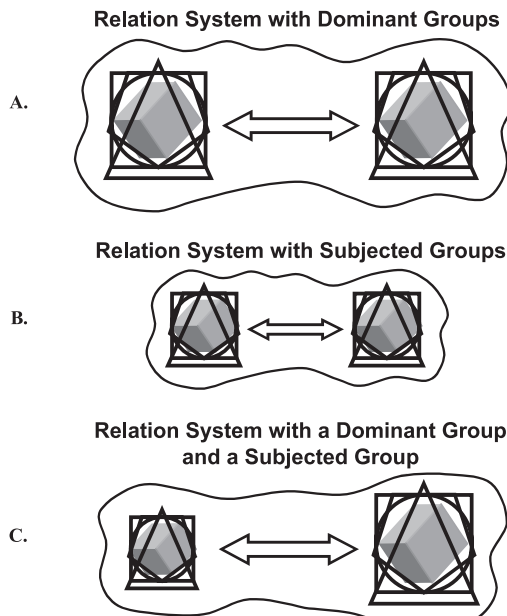 Relation System with Dominant Groups
A.
Relation System with Subjected Groups
B.
Relation System with a Dominant Group
and a Subjected Group
C.